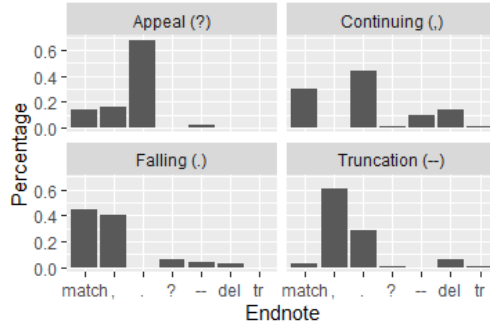 Appeal (?) Continuing (,)
0.6
0.4
0.2
0.0
Percentage
Falling (.) Truncation (--)
0.6
0.4
0.2
0.0
match , . ? -- del tr match , . ? -- del tr
Endnote